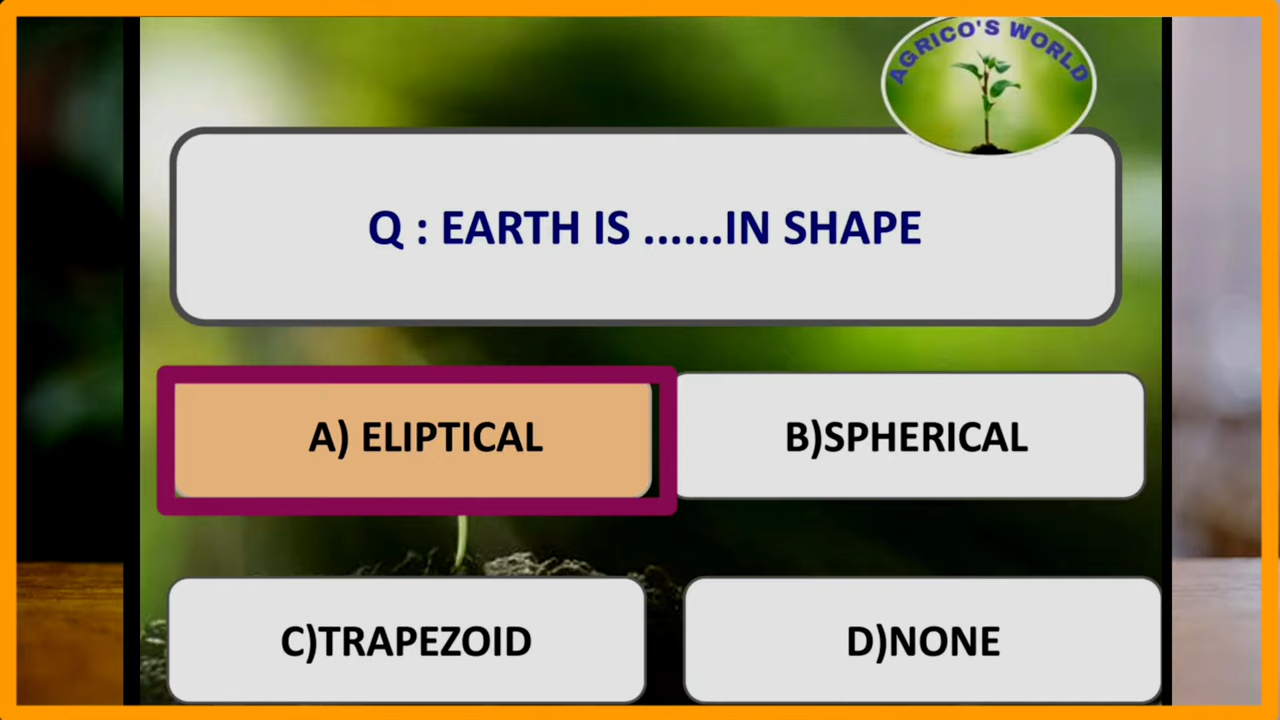 AGRICO'S WORLD
Q : EARTH IS ......IN SHAPE
A) ELIPTICAL
B)SPHERICAL
C)TRAPEZOID
D)NONE